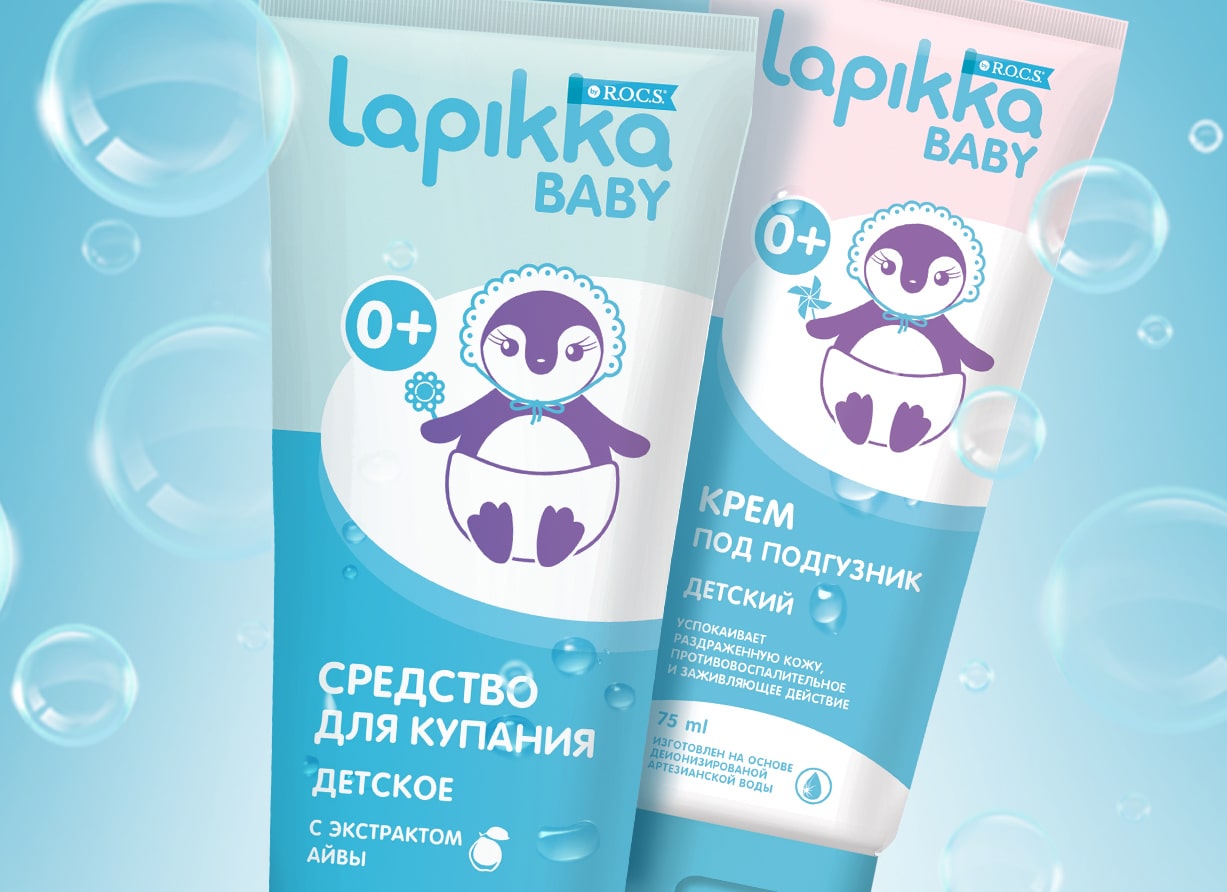 lapikka
by R.O.C.S.®
BABY
0+
СРЕДСТВО
ДЛЯ КУПАНИЯ
ДЕТСКОЕ
С ЭКСТРАКТОМ
АЙВЫ
lapikka
by R.O.C.S.®
BABY
0+
КРЕМ
ПОД ПОДГУЗНИК
ДЕТСКИЙ
УСПОКАИВАЕТ
РАЗДРАЖЕННУЮ КОЖУ,
ПРОТИВОВОСПАЛИТЕЛЬНОЕ
И ЗАЖИВЛЯЮЩЕЕ ДЕЙСТВИЕ
75 ml
ИЗГОТОВЛЕН НА ОСНОВЕ
ДЕИОНИЗИРОВАНОЙ
АРТЕЗИАНСКОЙ ВОДЫ